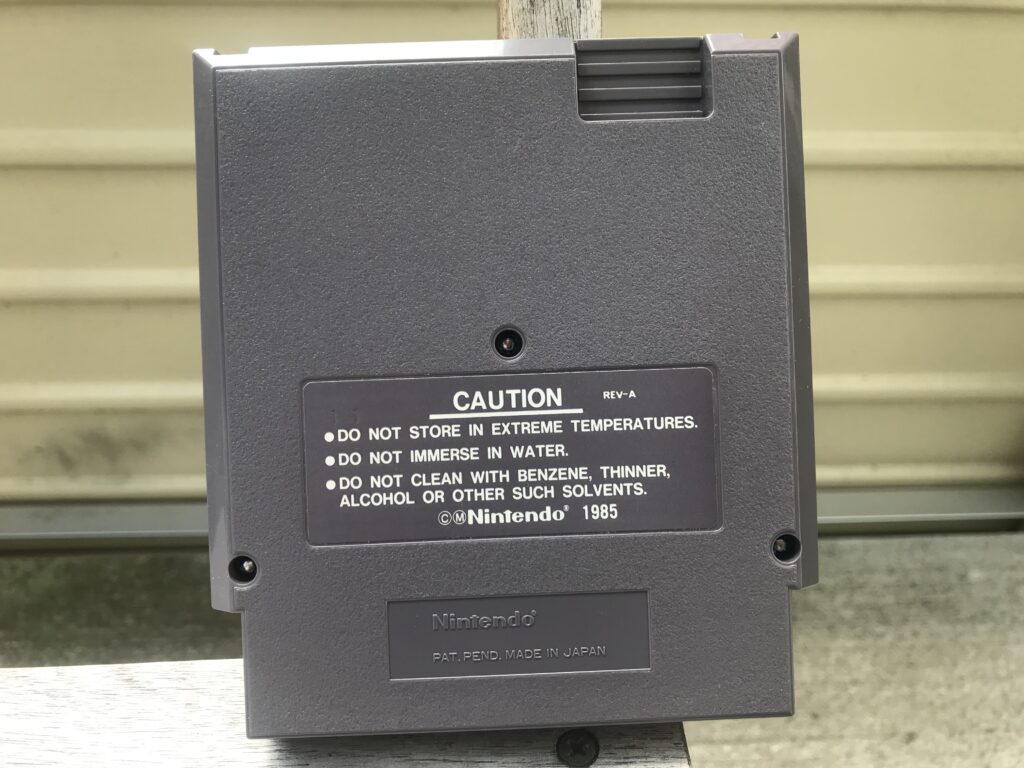 CAUTION REV-A
●DO NOT STORE IN EXTREME TEMPERATURES.
●DO NOT IMMERSE IN WATER.
●DO NOT CLEAN WITH BENZENE, THINNER,
ALCOHOL OR OTHER SUCH SOLVENTS.
ⒸⓂNintendo® 1985
Nintendo®
PAT. PEND. MADE IN JAPAN